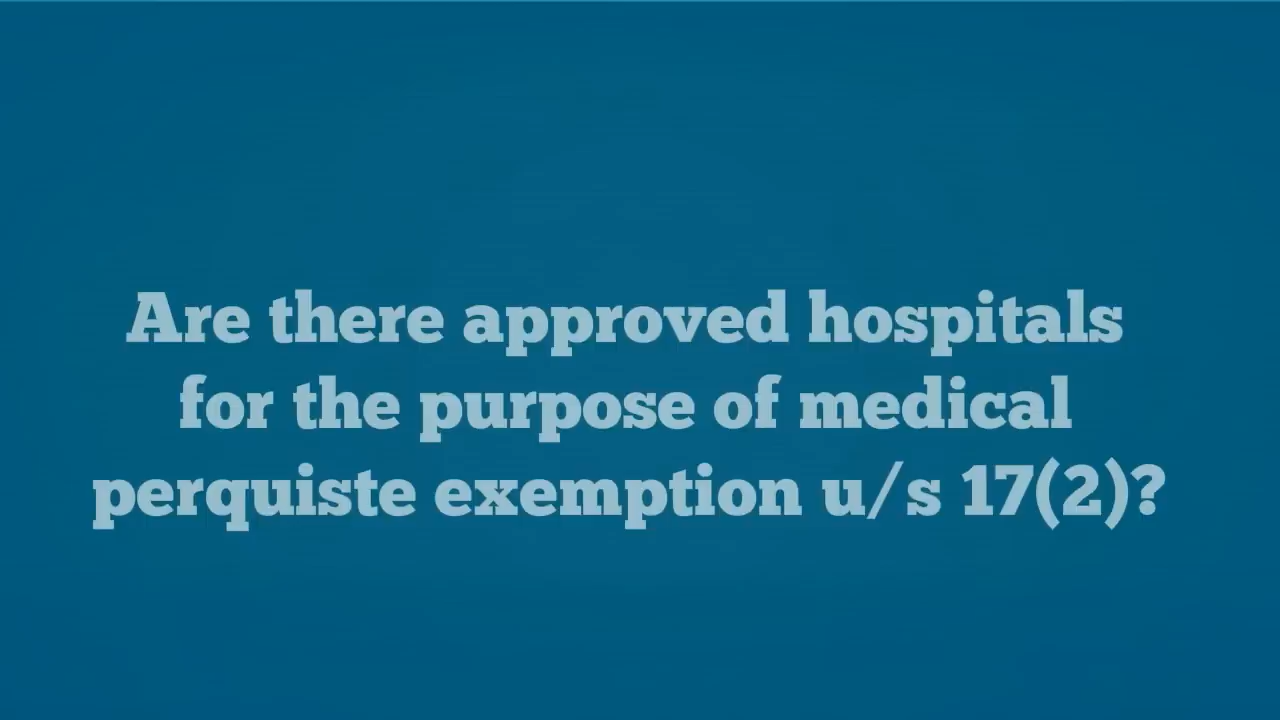 Are there approved hospitals
for the purpose of medical
perquiste exemption u/s 17(2)?